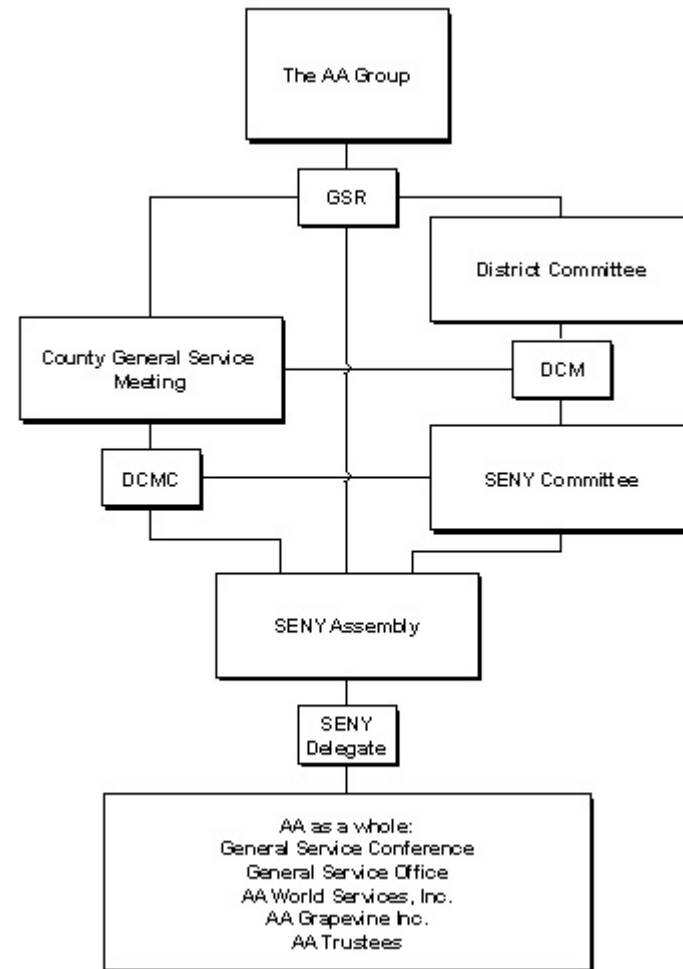 The AA Group
GSR
District Committee
County General Service
Meeting
DCM
DCMC
SENY Committee
SENY Assembly
SENY
Delegate
AA as a whole:
General Service Conference
General Service Office
AA World Services, Inc.
AA Grapevine Inc.
AA Trustees